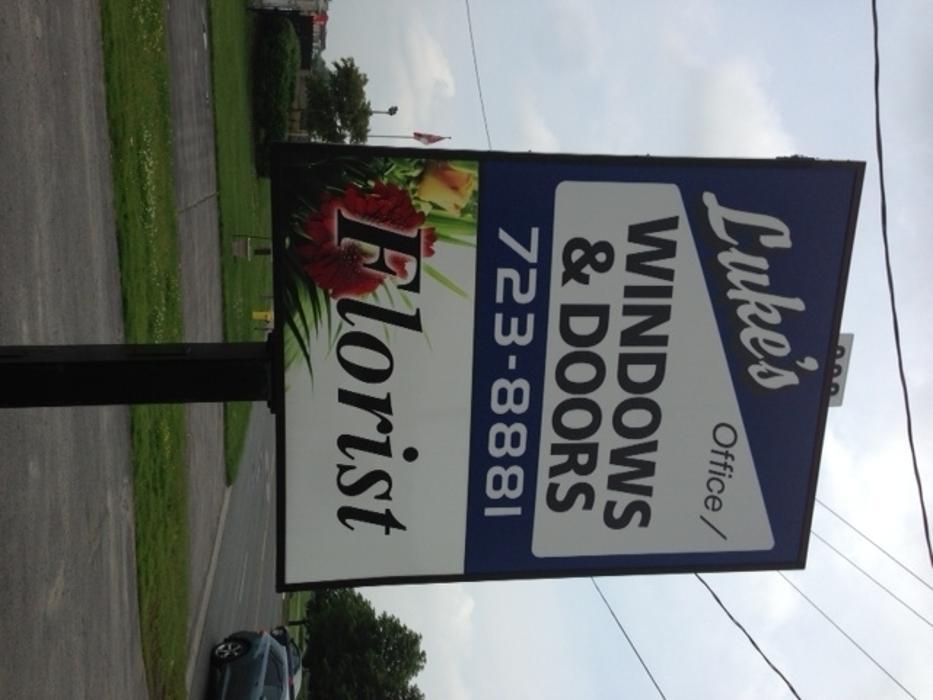 Luke's
Office /
WINDOWS
& DOORS
723-8881
Florist